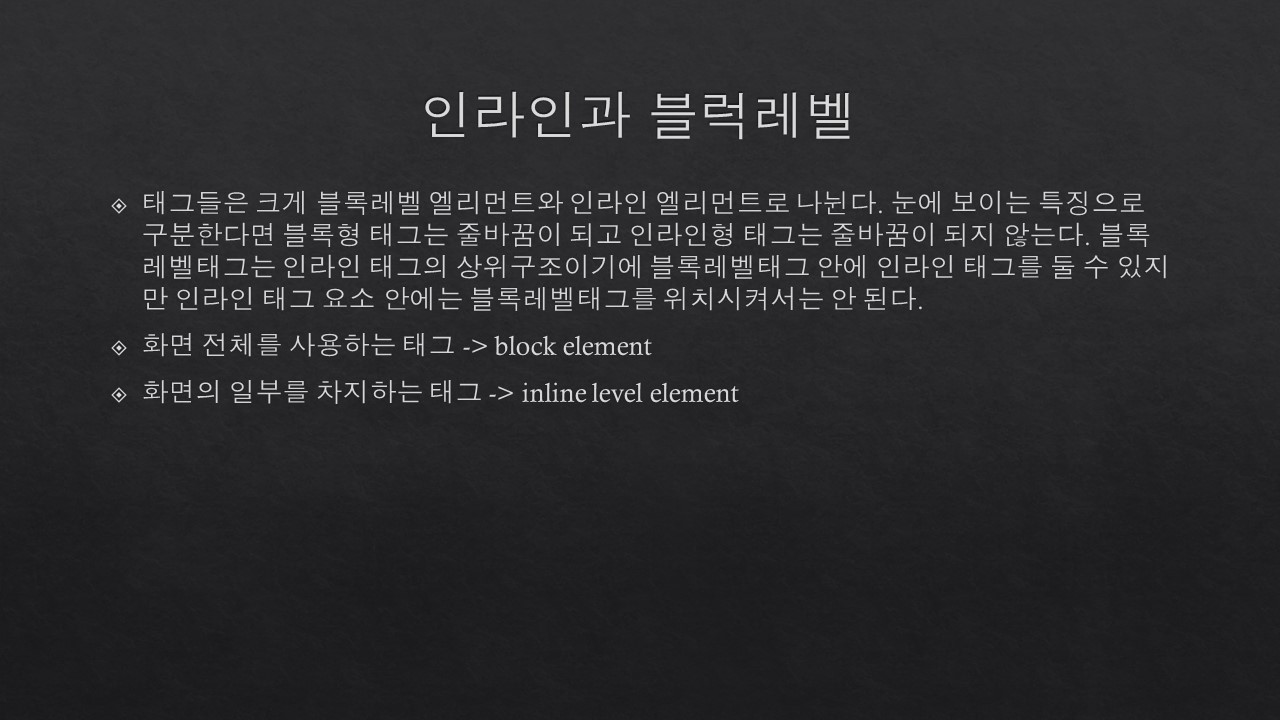 인라인과 블럭레벨
태그들은 크게 블록레벨 엘리먼트와 인라인 엘리먼트로 나뉜다. 눈에 보이는 특징으로
구분한다면 블록형 태그는 줄바꿈이 되고 인라인형 태그는 줄바꿈이 되지 않는다. 블록
레벨태그는 인라인 태그의 상위구조이기에 블록레벨태그 안에 인라인 태그를 둘 수 있지
만 인라인 태그 요소 안에는 블록레벨태그를 위치시켜서는 안 된다.
화면 전체를 사용하는 태그 -> block element
화면의 일부를 차지하는 태그 -> inline level element